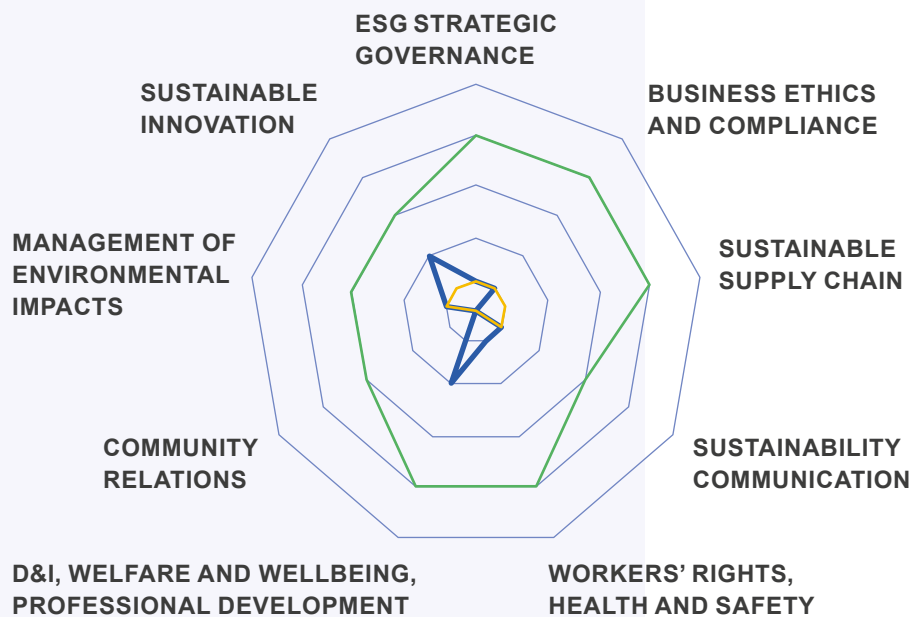 ESG STRATEGIC
GOVERNANCE
SUSTAINABLE
INNOVATION
BUSINESS ETHICS
AND COMPLIANCE
MANAGEMENT OF
ENVIRONMENTAL
IMPACTS
SUSTAINABLE
SUPPLY CHAIN
COMMUNITY
RELATIONS
SUSTAINABILITY
COMMUNICATION
D&I, WELFARE AND WELLBEING,
PROFESSIONAL DEVELOPMENT
WORKERS’ RIGHTS,
HEALTH AND SAFETY